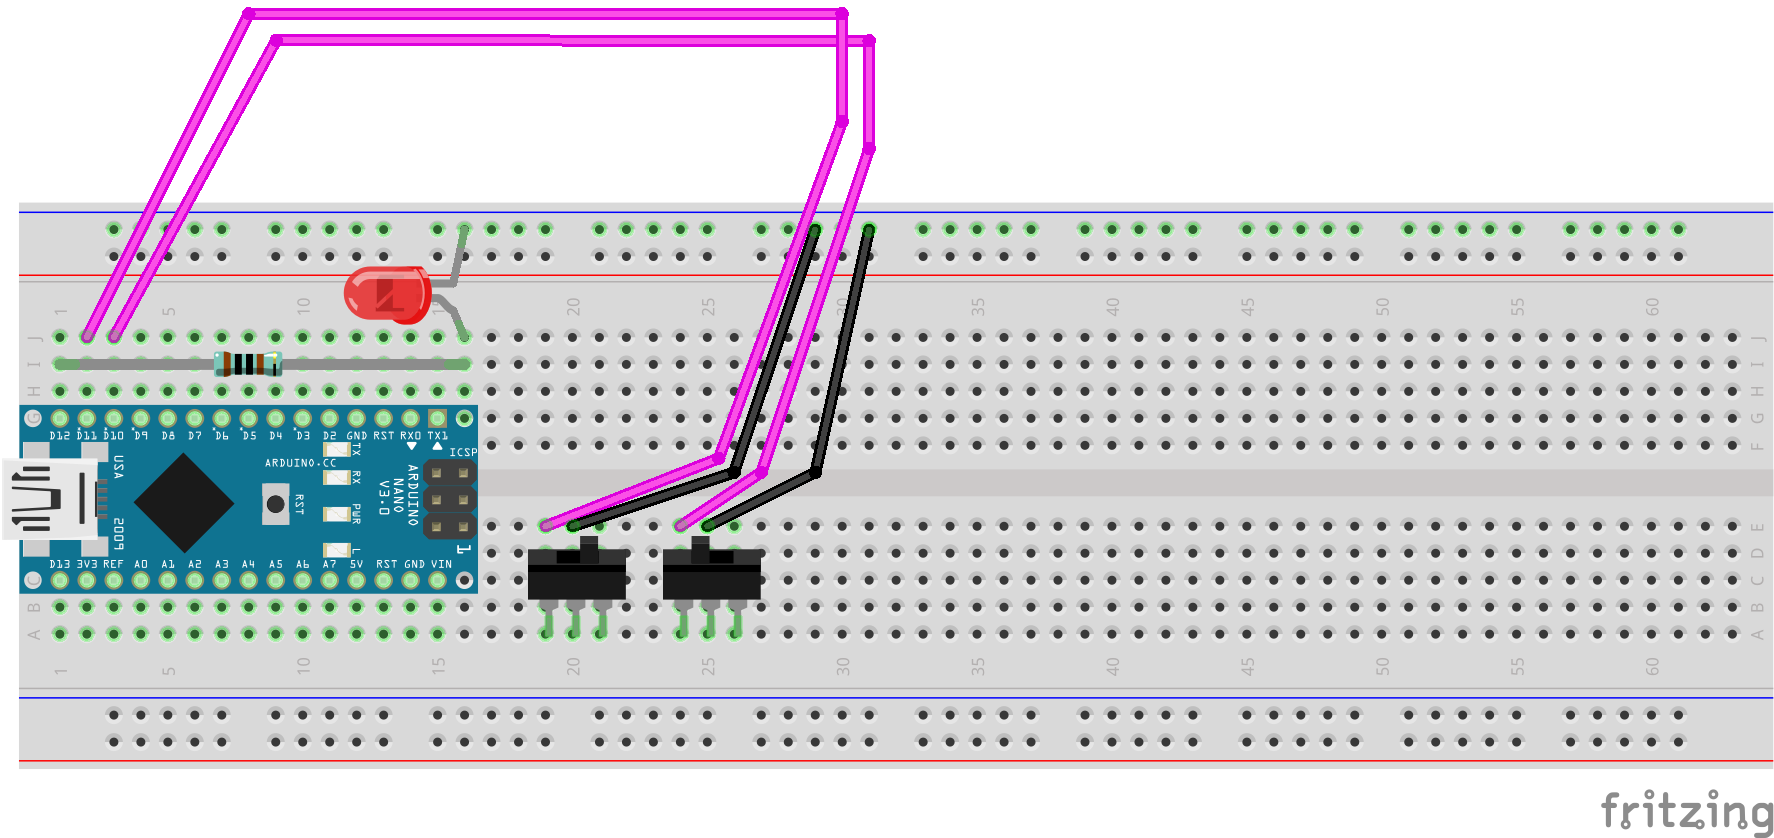 1 5 10 15 20 25 30 35 40 45 50 55 60
J J
I I
H H
G G
F F
D12 D11 D10 D9 D8 D7 D6 D5 D4 D3 D2 GND RST RX0 TX1
TX
ICSP
USA
ARDUINO.CC
RX
ARDUINO
NANO
V3.0
RST
PWR
2009
L
1
D13 3V3 REF A0 A1 A2 A3 A4 A5 A6 A7 5V RST GND VIN
E
D
C C
B B
A A
1 5 10 15 20 25 30 35 40 45 50 55 60
fritzing